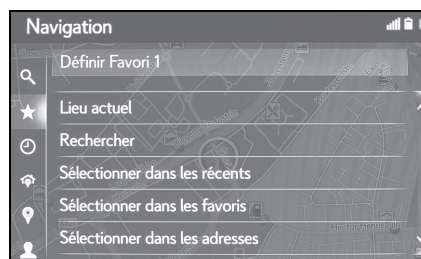 Navigation
Définir Favori 1
Lieu actuel
Rechercher
Sélectionner dans les récents
Sélectionner dans les favoris
Sélectionner dans les adresses